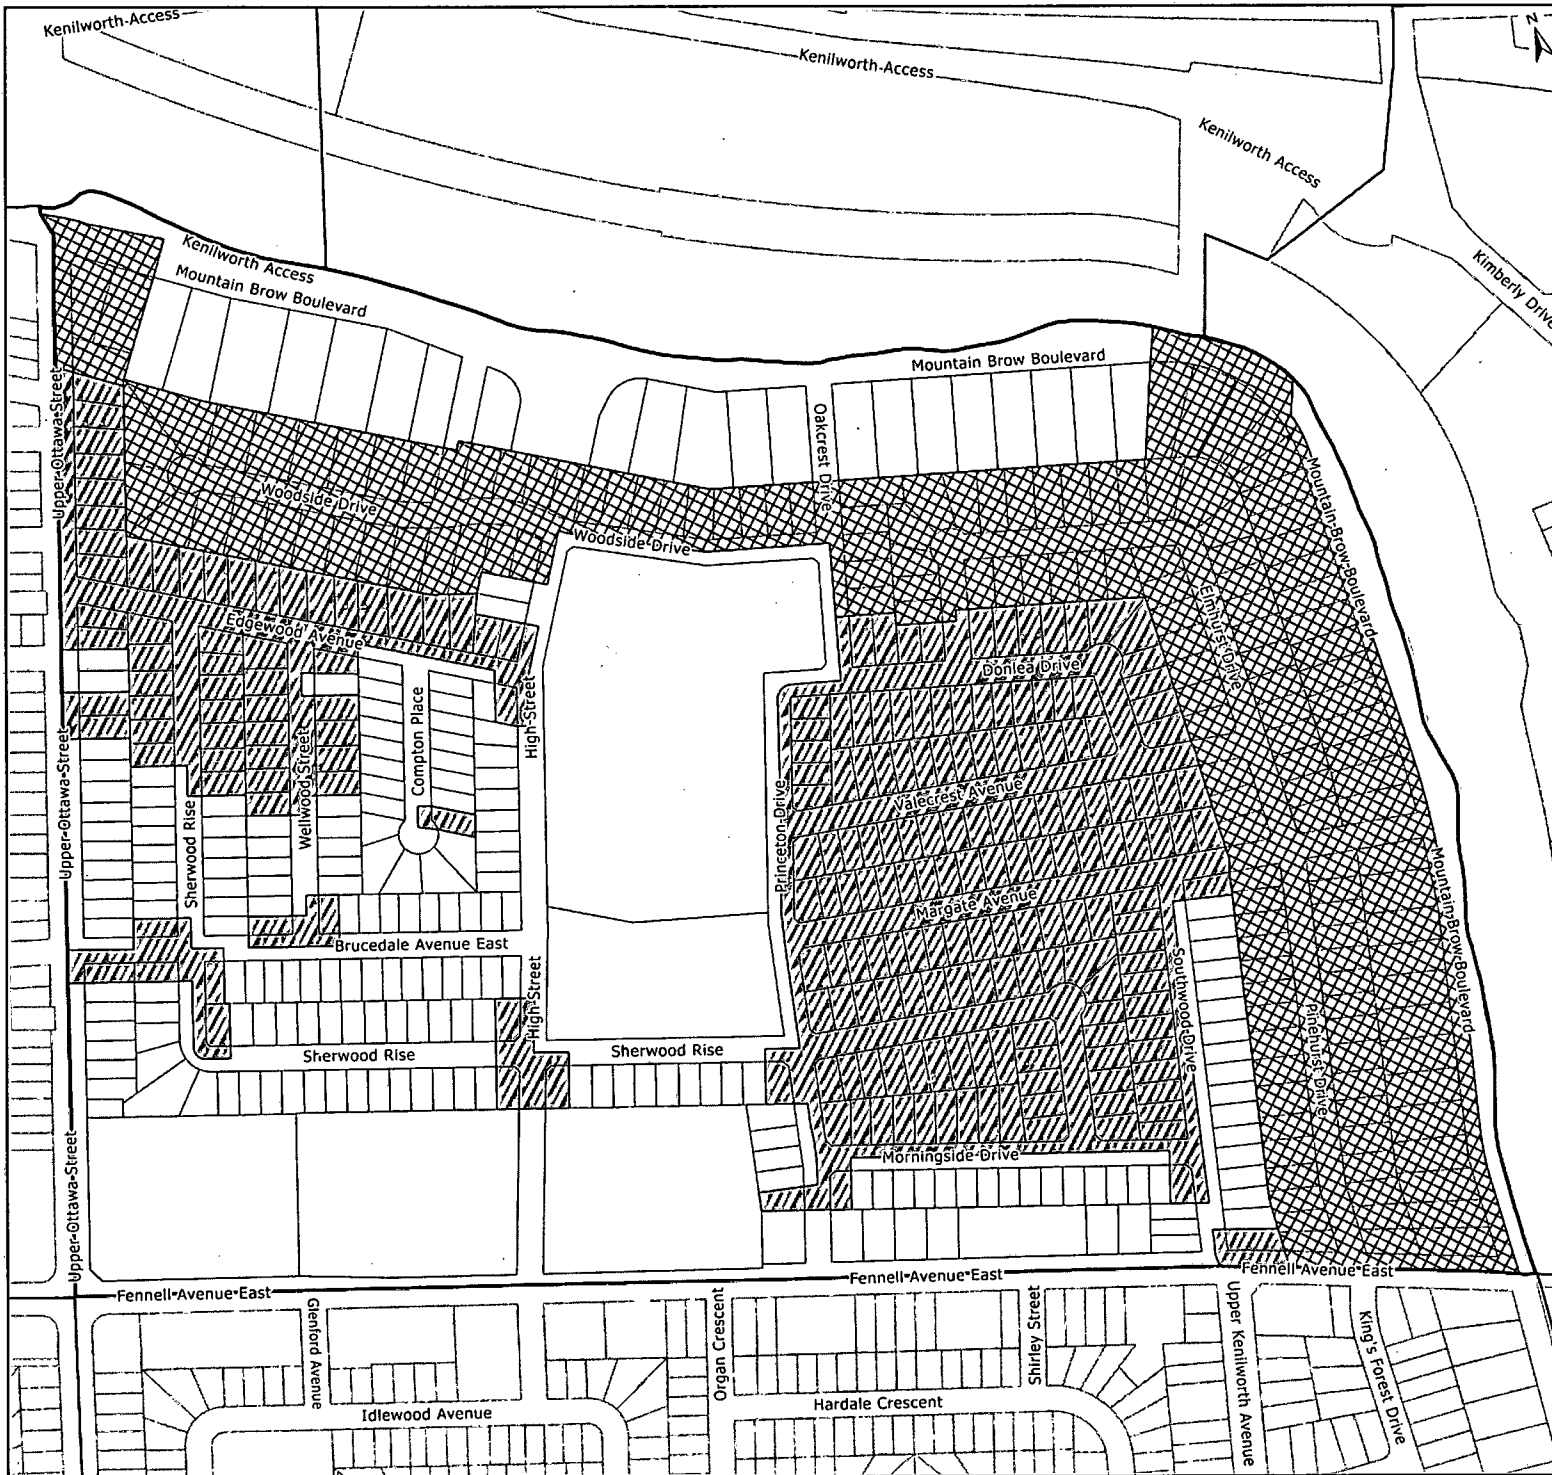 Kenilworth Access
Kenilworth Access
N
Kenilworth Access
Kenilworth Access
Mountain Brow Boulevard
Kimberly Drive
Mountain Brow Boulevard
Upper Ottawa Street
Oakcrest Drive
Woodside Drive
Woodside Drive
Mountain Brow Boulevard
Edgewood Avenue
Elmhurst Drive
Donlea Drive
High Street
Compton Place
Upper Ottawa Street
Wellwood Street
Sherwood Rise
Princeton Drive
Valecrest Avenue
Margate Avenue
Mountain Brow Boulevard
Brucedale Avenue East
High Street
Southwood Drive
Pinehurst Drive
Sherwood Rise
Sherwood Rise
Morningside Drive
Upper Ottawa Street
Fennell Avenue East
Fennell Avenue East
Fennell Avenue East
Glenford Avenue
Organ Crescent
Shirley Street
Upper Kenilworth Avenue
King's Forest Drive
Idlewood Avenue
Hardale Crescent